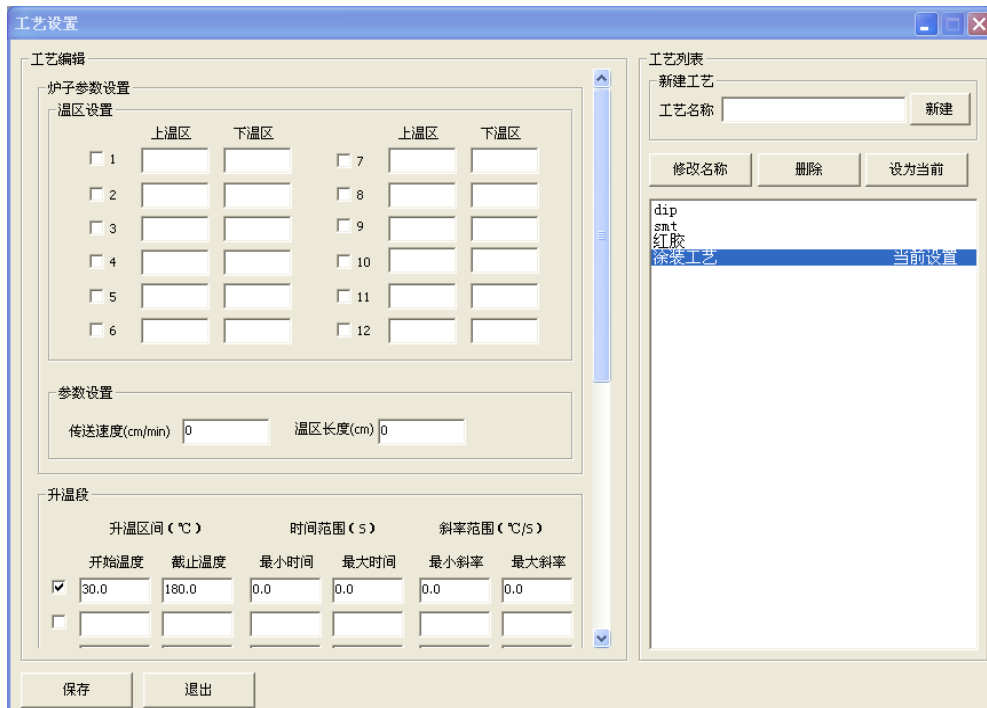 工艺设置
工艺编辑
炉子参数设置
温区设置
上温区 下温区 上温区 下温区
1 7
2 8
3 9
4 10
5 11
6 12
参数设置
传送速度(cm/min) 0 温区长度(cm) 0
升温段
升温区间(℃) 时间范围(S) 斜率范围(℃/S)
开始温度 截止温度 最小时间 最大时间 最小斜率 最大斜率
30.0 180.0 0.0 0.0 0.0 0.0
保存 退出
工艺列表
新建工艺
工艺名称 新建
修改名称 删除 设为当前
dip
smt
红胶
涂装工艺 当前设置